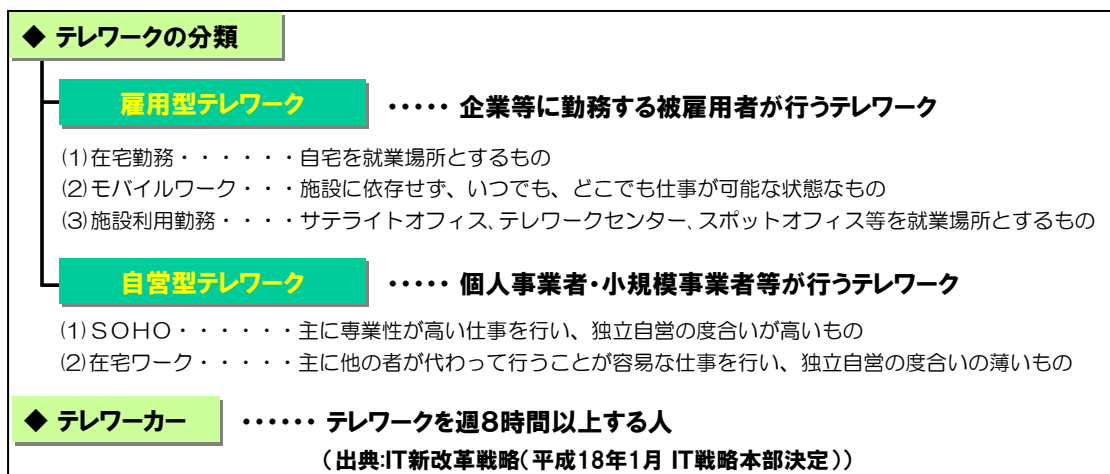 ◆ テレワークの分類
雇用型テレワーク ・・・・・ 企業等に勤務する被雇用者が行うテレワーク
(1)在宅勤務・・・・・・自宅を就業場所とするもの
(2)モバイルワーク・・・施設に依存せず、いつでも、どこでも仕事が可能な状態なもの
(3)施設利用勤務・・・・サテライトオフィス、テレワークセンター、スポットオフィス等を就業場所とするもの
自営型テレワーク ・・・・・ 個人事業者・小規模事業者等が行うテレワーク
(1)SOHO・・・・・・主に専業性が高い仕事を行い、独立自営の度合いが高いもの
(2)在宅ワーク・・・・・主に他の者が代わって行うことが容易な仕事を行い、独立自営の度合いの薄いもの
◆ テレワーカー ・・・・・・ テレワークを週8時間以上する人
(出典:IT新改革戦略(平成18年1月 IT戦略本部決定))